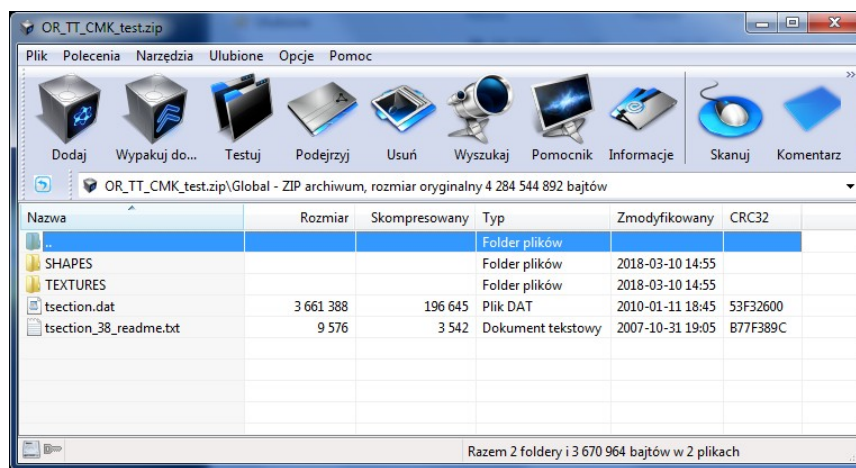 OR_TT_CMK_test.zip
Plik Polecenia Narzędzia Ulubione Opcje Pomoc
Dodaj Wypakuj do... Testuj Podejrzyj Usuń Wyszukaj Pomocnik Informacje Skanuj Komentarz
OR_TT_CMK_test.zip\Global - ZIP archiwum, rozmiar oryginalny 4 284 544 892 bajtów
Nazwa Rozmiar Skompresowany Typ Zmodyfikowany CRC32
.. Folder plików
SHAPES Folder plików 2018-03-10 14:55
TEXTURES Folder plików 2018-03-10 14:55
tsection.dat 3 661 388 196 645 Plik DAT 2010-01-11 18:45 53F32600
tsection_38_readme.txt 9 576 3 542 Dokument tekstowy 2007-10-31 19:05 B77F389C
Razem 2 foldery i 3 670 964 bajtów w 2 plikach